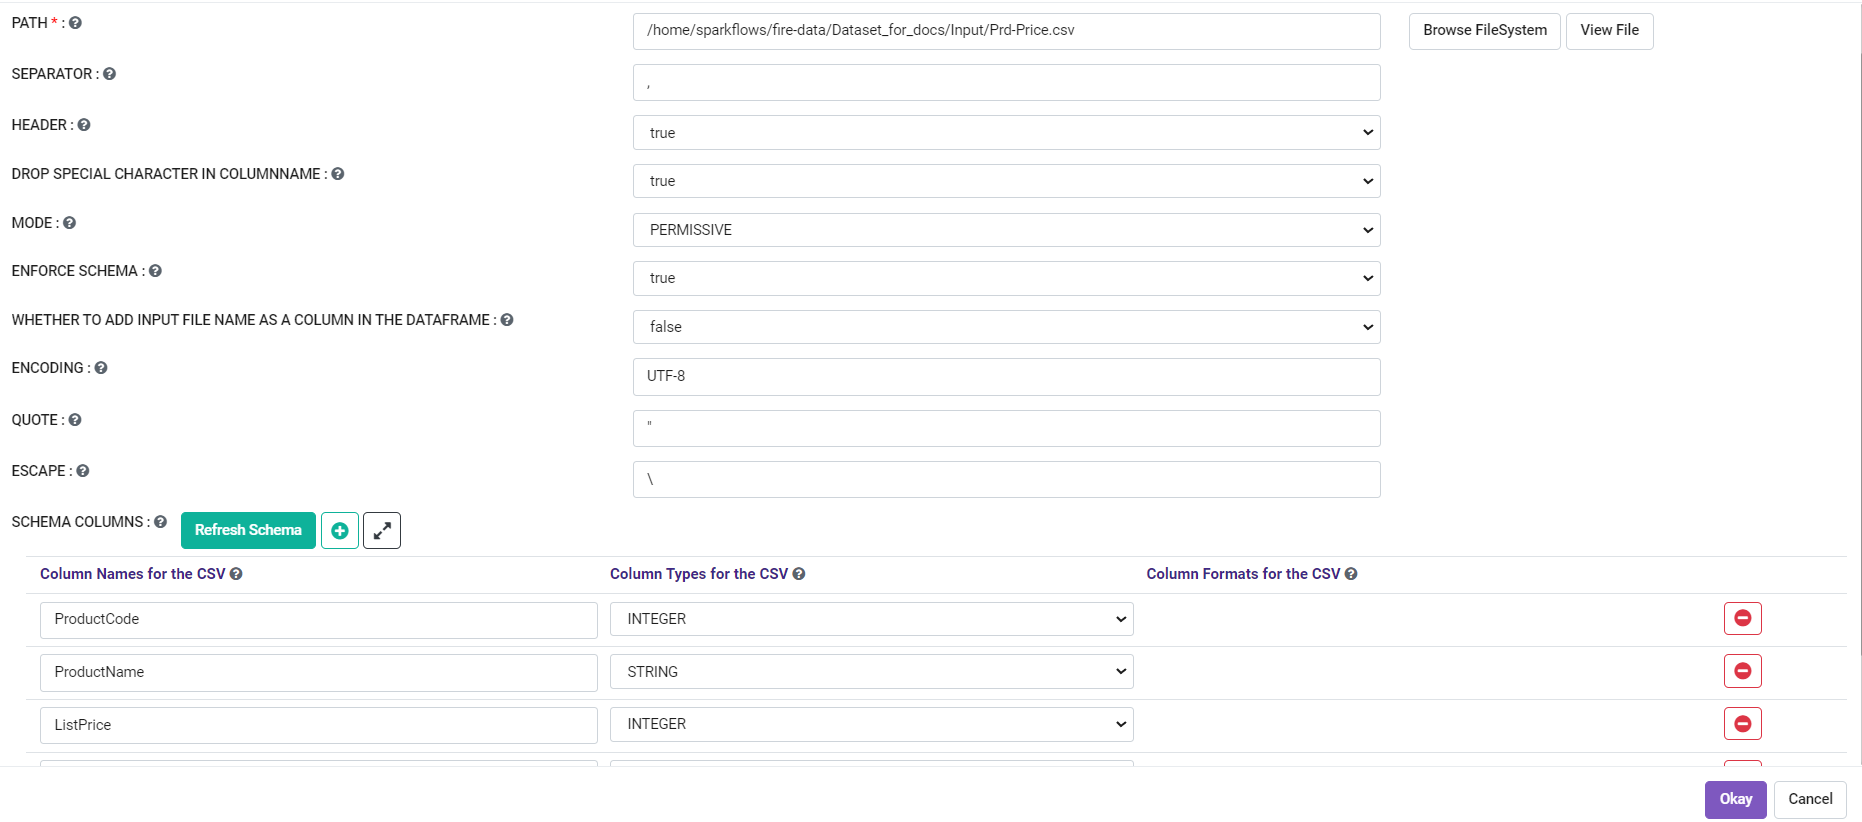 PATH * :
/home/sparkflows/fire-data/Dataset_for_docs/Input/Prd-Price.csv
Browse FileSystem
View File
SEPARATOR :
,
HEADER :
true
DROP SPECIAL CHARACTER IN COLUMNNAME :
true
MODE :
PERMISSIVE
ENFORCE SCHEMA :
true
WHETHER TO ADD INPUT FILE NAME AS A COLUMN IN THE DATAFRAME :
false
ENCODING :
UTF-8
QUOTE :
"
ESCAPE :
\
SCHEMA COLUMNS :
Refresh Schema
Column Names for the CSV
Column Types for the CSV
Column Formats for the CSV
ProductCode
INTEGER
ProductName
STRING
ListPrice
INTEGER
Okay
Cancel